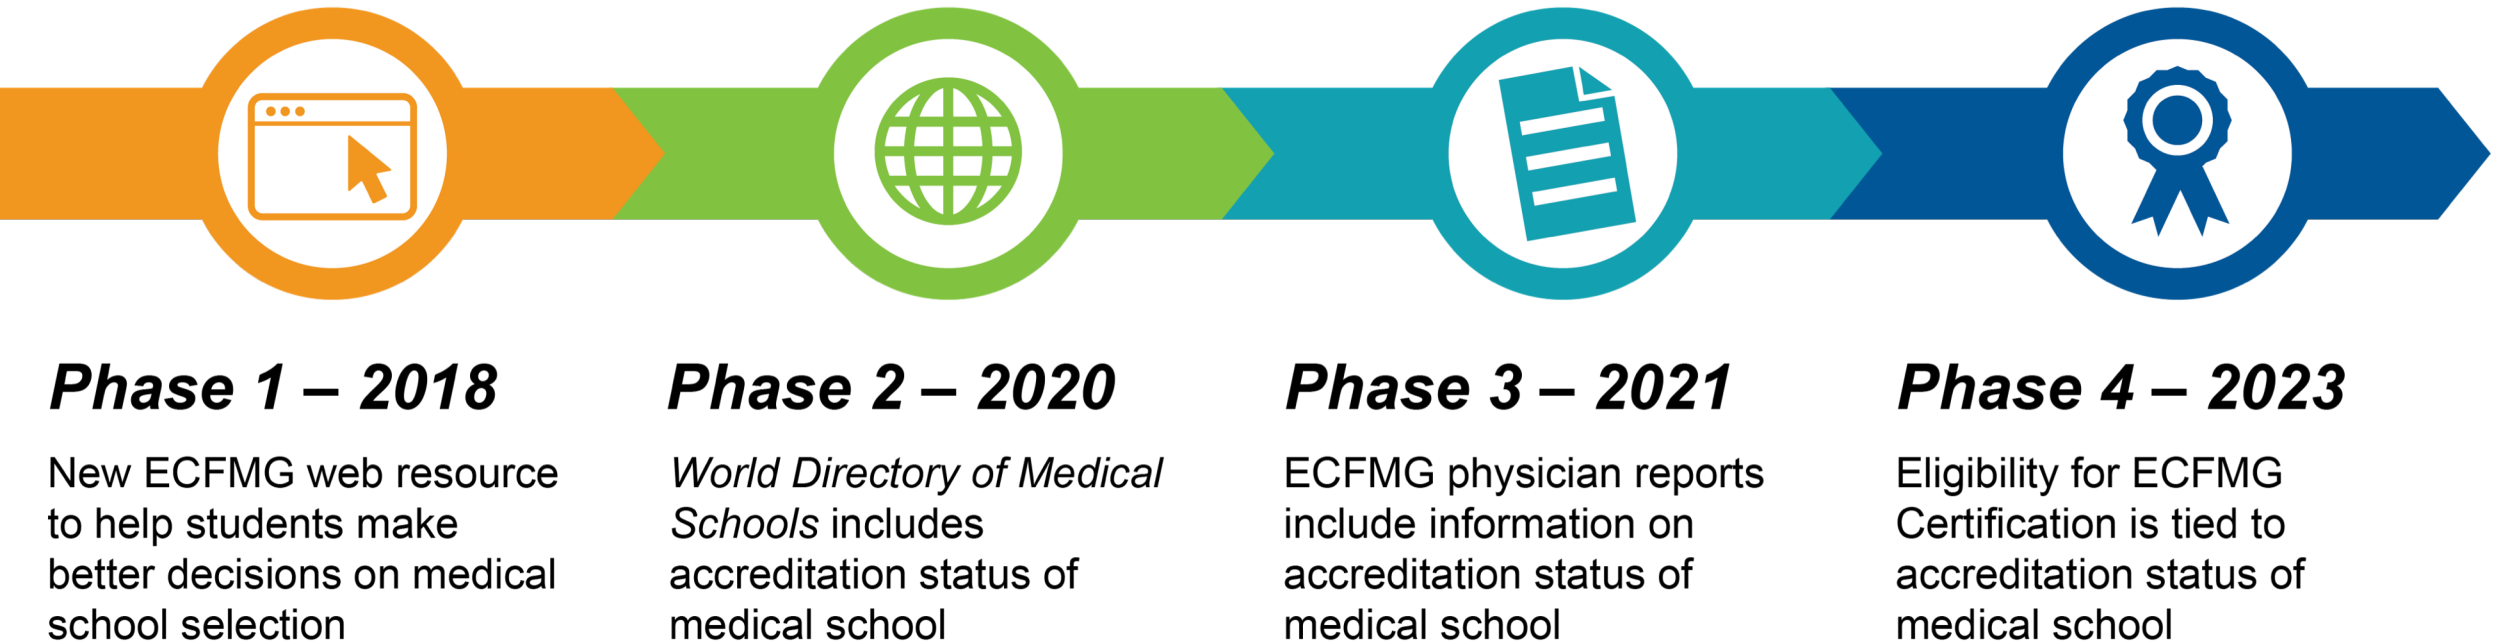 Phase 1 – 2018
New ECFMG web resource
to help students make
better decisions on medical
school selection
Phase 2 – 2020
World Directory of Medical
Schools includes
accreditation status of
medical school
Phase 3 – 2021
ECFMG physician reports
include information on
accreditation status of
medical school
Phase 4 – 2023
Eligibility for ECFMG
Certification is tied to
accreditation status of
medical school